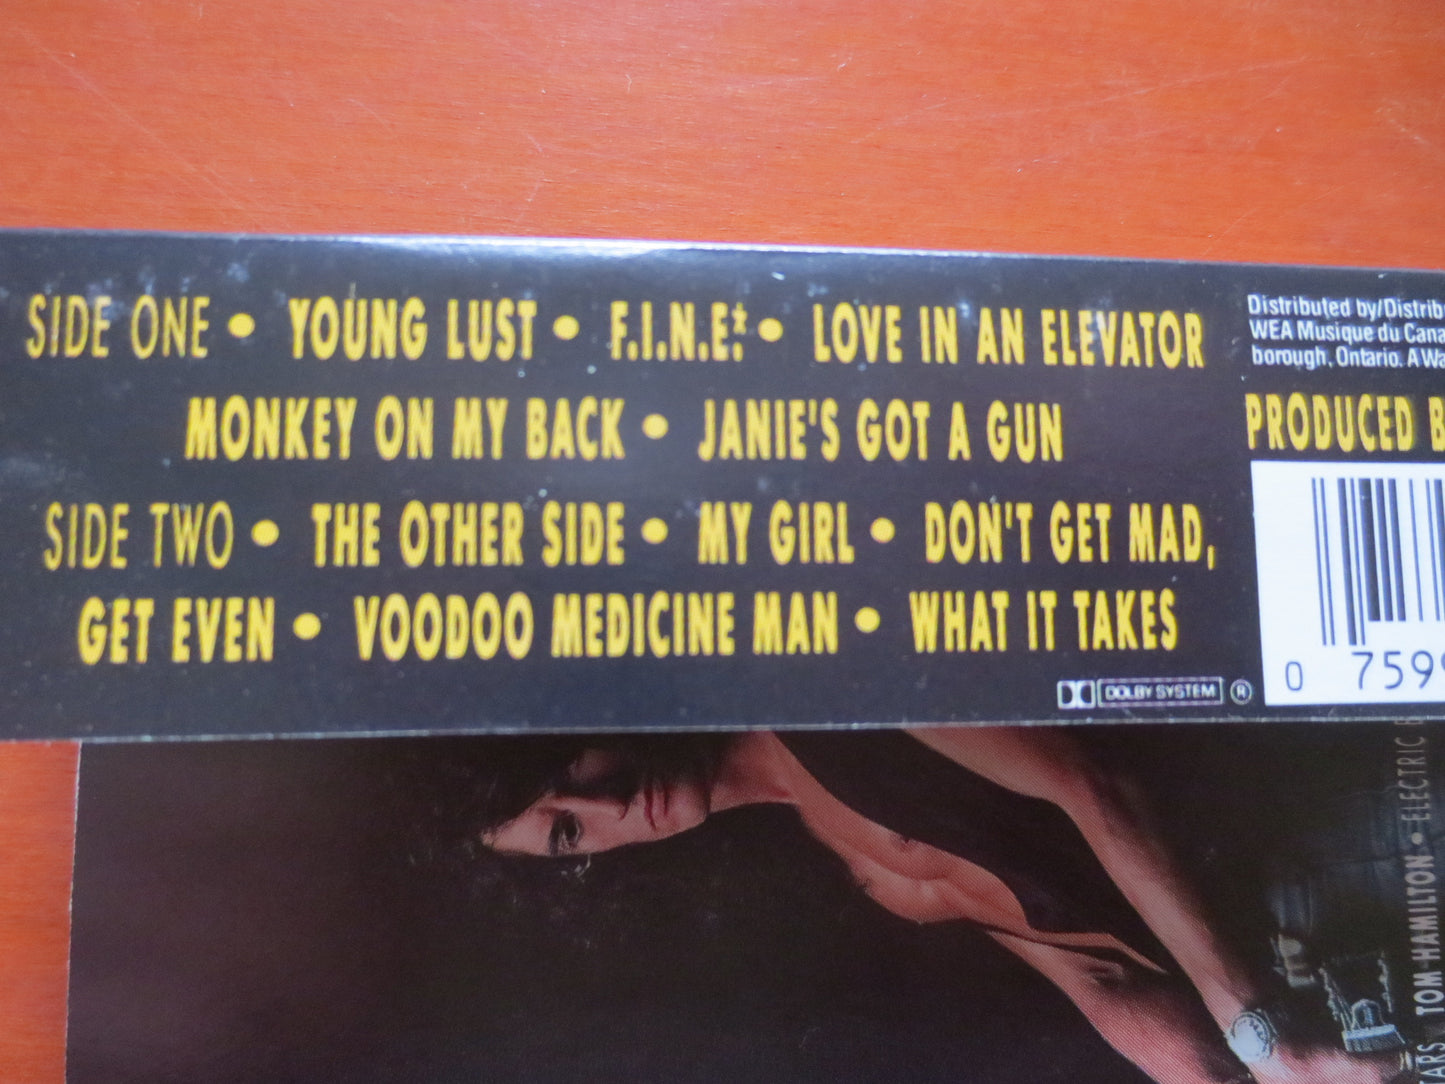 SIDE ONE • YOUNG LUST • F.I.N.E.* • LOVE IN AN ELEVATOR
MONKEY ON MY BACK • JANIE'S GOT A GUN
SIDE TWO • THE OTHER SIDE • MY GIRL • DON'T GET MAD,
GET EVEN • VOODOO MEDICINE MAN • WHAT IT TAKES
DOLBY SYSTEM ®
Distributed by/Distrib
WEA Musique du Cana
borough, Ontario. A Wa
PRODUCED B
0 7599
TARS • TOM HAMILTON • ELECTRIC B